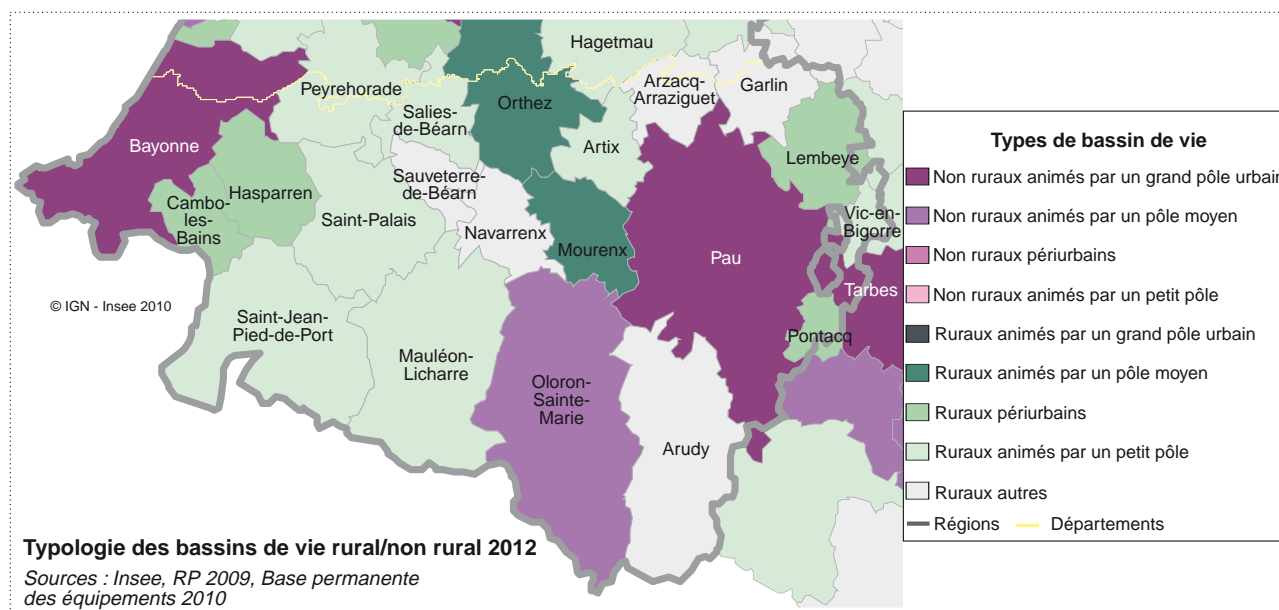 Hagetmau
Arzacq-
Arraziguet
Garlin
Peyrehorade
Orthez
Salies-
de-Béarn
Bayonne
Artix
Lembeye
Sauveterre-
de-Béarn
Hasparren
Cambo-
les-
Bains
Saint-Palais
Navarrenx
Mourenx
Pau
Vic-en-
Bigorre
Tarbes
© IGN - Insee 2010
Saint-Jean-
Pied-de-Port
Pontacq
Mauléon-
Licharre
Oloron-
Sainte-
Marie
Arudy
Types de bassin de vie
Non ruraux animés par un grand pôle urbain
Non ruraux animés par un pôle moyen
Non ruraux périurbains
Non ruraux animés par un petit pôle
Ruraux animés par un grand pôle urbain
Ruraux animés par un pôle moyen
Ruraux périurbains
Ruraux animés par un petit pôle
Ruraux autres
Régions
Départements
Typologie des bassins de vie rural/non rural 2012
Sources : Insee, RP 2009, Base permanente
des équipements 2010